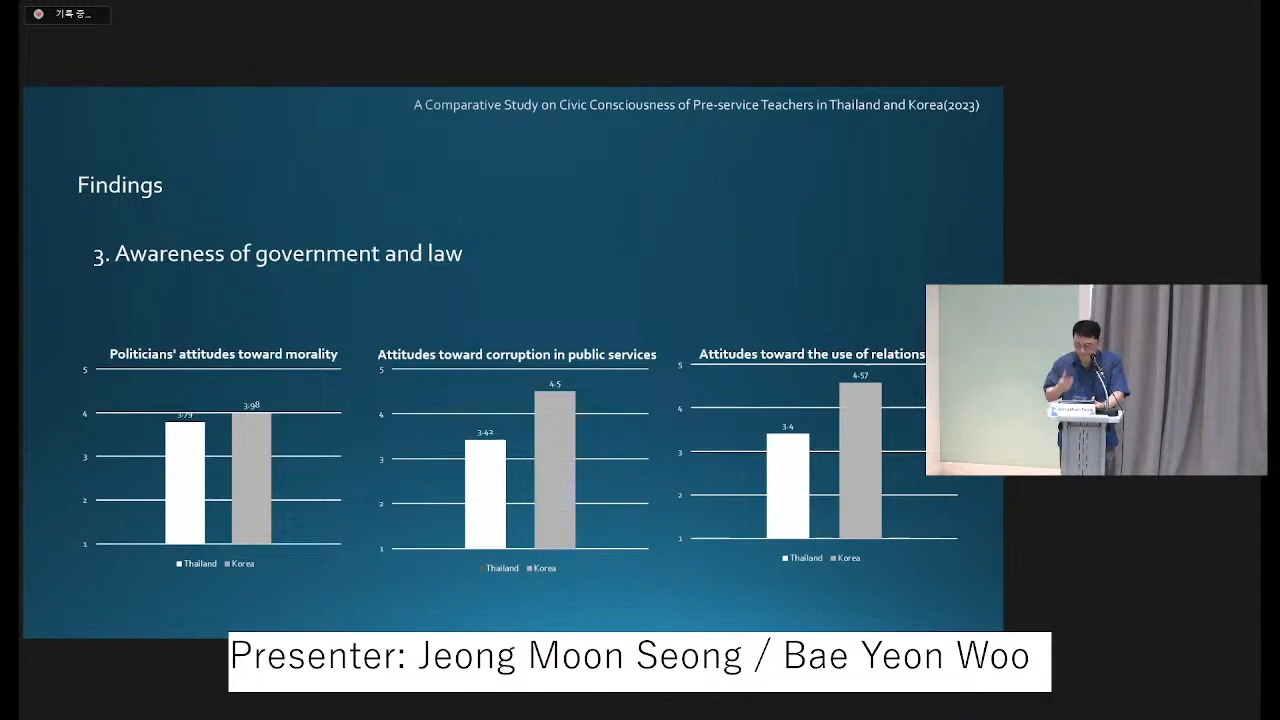 기록 중...
A Comparative Study on Civic Consciousness of Pre-service Teachers in Thailand and Korea(2023)
Findings
3. Awareness of government and law
Politicians' attitudes toward morality
5
4
3
2
1
3.79
3.98
Thailand Korea
Attitudes toward corruption in public services
5
4
3
2
1
3.42
4.5
Thailand Korea
Attitudes toward the use of relations
5
4
3
2
1
3.4
4.57
Thailand Korea
Presenter: Jeong Moon Seong / Bae Yeon Woo